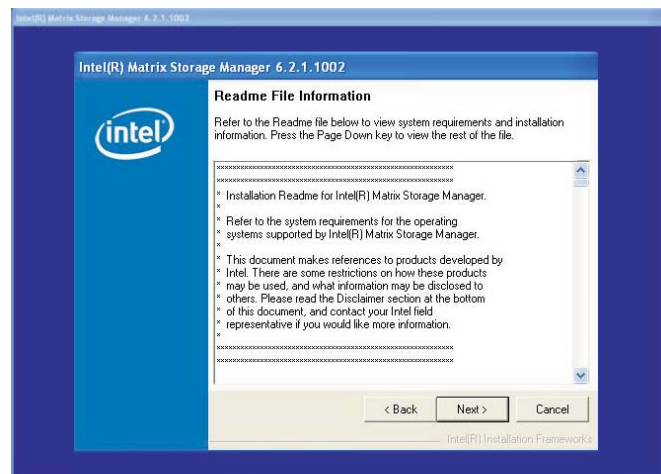 Intel(R) Matrix Storage Manager 6.2.1.1002
Intel(R) Matrix Storage Manager 6.2.1.1002
intel
Readme File Information
Refer to the Readme file below to view system requirements and installation
information. Press the Page Down key to view the rest of the file.
************************************************************
************************************************************
* Installation Readme for Intel(R) Matrix Storage Manager.
*
* Refer to the system requirements for the operating
* systems supported by Intel(R) Matrix Storage Manager.
*
* This document makes references to products developed by
* Intel. There are some restrictions on how these products
* may be used, and what information may be disclosed to
* others. Please read the Disclaimer section at the bottom
* of this document, and contact your Intel field
* representative if you would like more information.
*
************************************************************
************************************************************
< Back
Next >
Cancel
Intel(R) Installation Frameworks